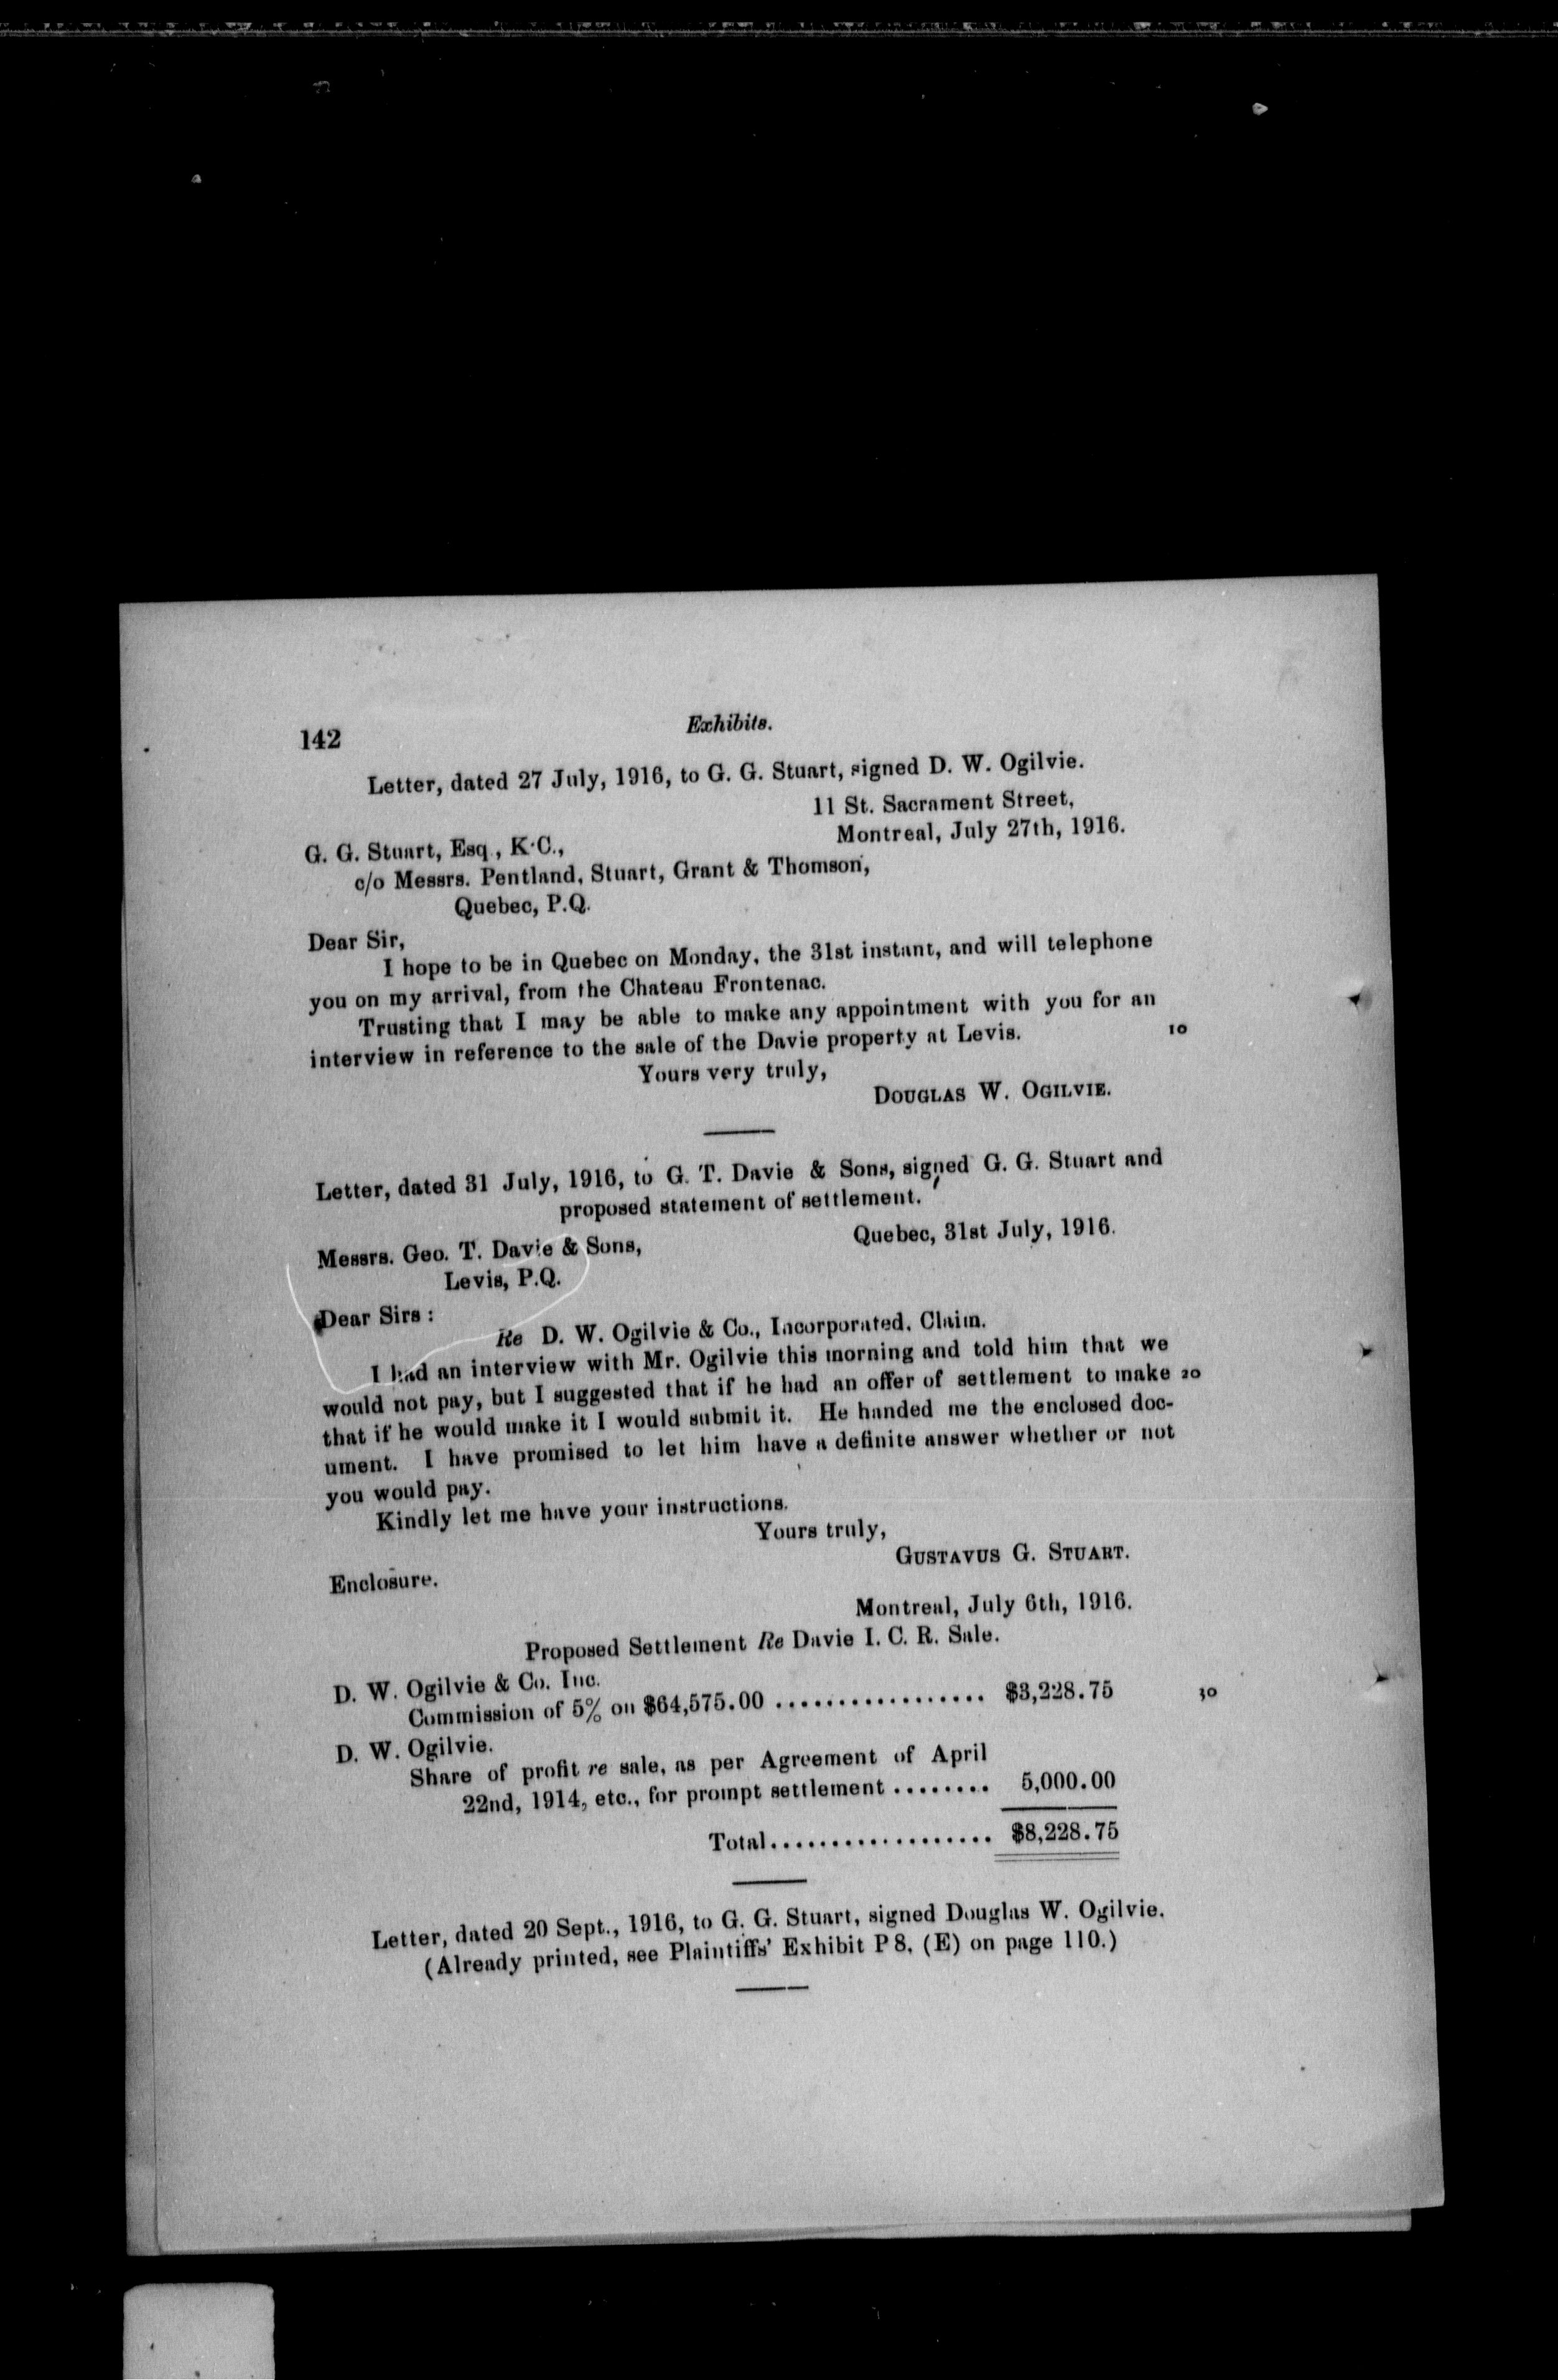 142
Exhibits.
Letter, dated 27 July, 1916, to G. G. Stuart, signed D. W. Ogilvie.
11 St. Sacrament Street,
Montreal, July 27th, 1916.
G. G. Stuart, Esq., K.C.,
c/o Messrs. Pentland, Stuart, Grant & Thomson,
Quebec, P.Q.
Dear Sir,
I hope to be in Quebec on Monday, the 31st instant, and will telephone
you on my arrival, from the Chateau Frontenac.
Trusting that I may be able to make any appointment with you for an
interview in reference to the sale of the Davie property at Levis. 10
Yours very truly,
DOUGLAS W. OGILVIE.
Letter, dated 31 July, 1916, to G. T. Davie & Sons, signed G. G. Stuart and
proposed statement of settlement.
Quebec, 31st July, 1916.
Messrs. Geo. T. Davie & Sons,
Levis, P.Q.
Dear Sirs :
Re D. W. Ogilvie & Co., Incorporated. Claim.
I had an interview with Mr. Ogilvie this morning and told him that we
would not pay, but I suggested that if he had an offer of settlement to make 20
that if he would make it I would submit it. He handed me the enclosed doc-
ument. I have promised to let him have a definite answer whether or not
you would pay.
Kindly let me have your instructions.
Yours truly,
GUSTAVUS G. STUART.
Enclosure.
Montreal, July 6th, 1916.
Proposed Settlement Re Davie I. C. R. Sale.
D. W. Ogilvie & Co. Inc.
Commission of 5% on $64,575.00 ................. $3,228.75 30
D. W. Ogilvie.
Share of profit re sale, as per Agreement of April
22nd, 1914, etc., for prompt settlement ........ 5,000.00
Total.................. $8,228.75
Letter, dated 20 Sept., 1916, to G. G. Stuart, signed Douglas W. Ogilvie.
(Already printed, see Plaintiffs' Exhibit P 8, (E) on page 110.)